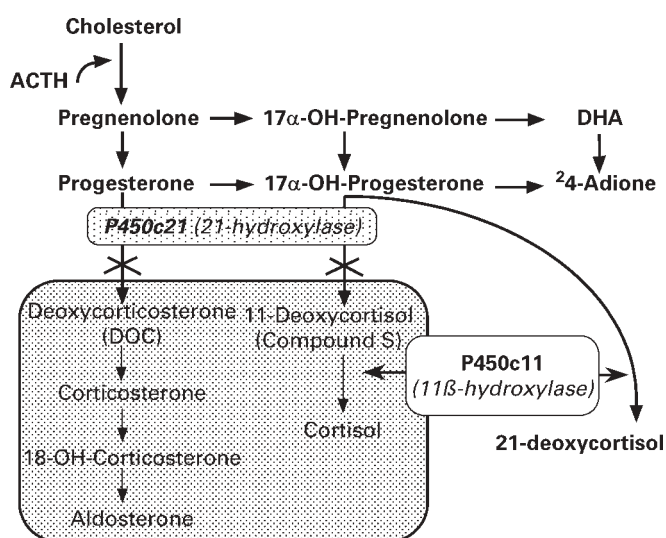 Cholesterol
ACTH
Pregnenolone 17α-OH-Pregnenolone DHA
Progesterone 17α-OH-Progesterone ²4-Adione
P450c21 (21-hydroxylase)
Deoxycorticosterone 11-Deoxycortisol
(DOC) (Compound S)
P450c11
(11ß-hydroxylase)
Corticosterone
Cortisol
21-deoxycortisol
18-OH-Corticosterone
Aldosterone